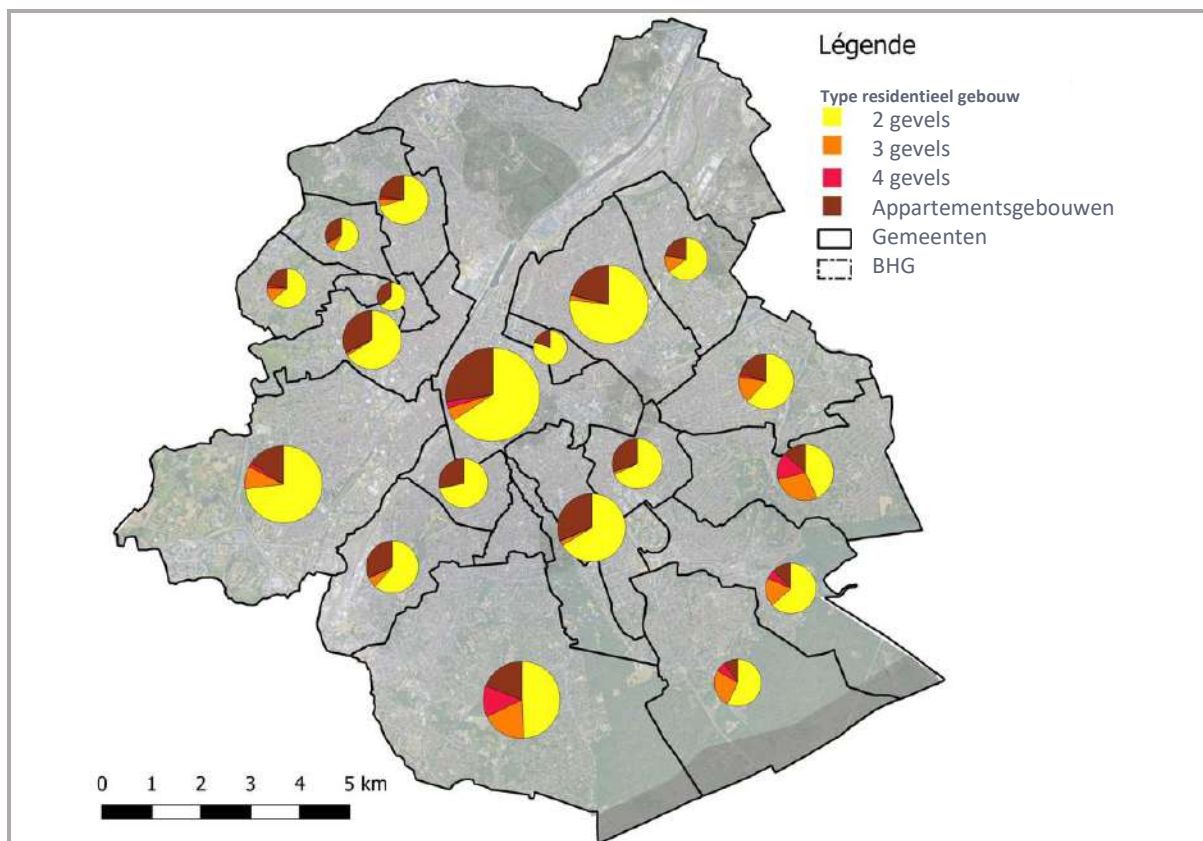 Légende
Type residentieel gebouw
2 gevels
3 gevels
4 gevels
Appartementsgebouwen
Gemeenten
BHG
0 1 2 3 4 5 km